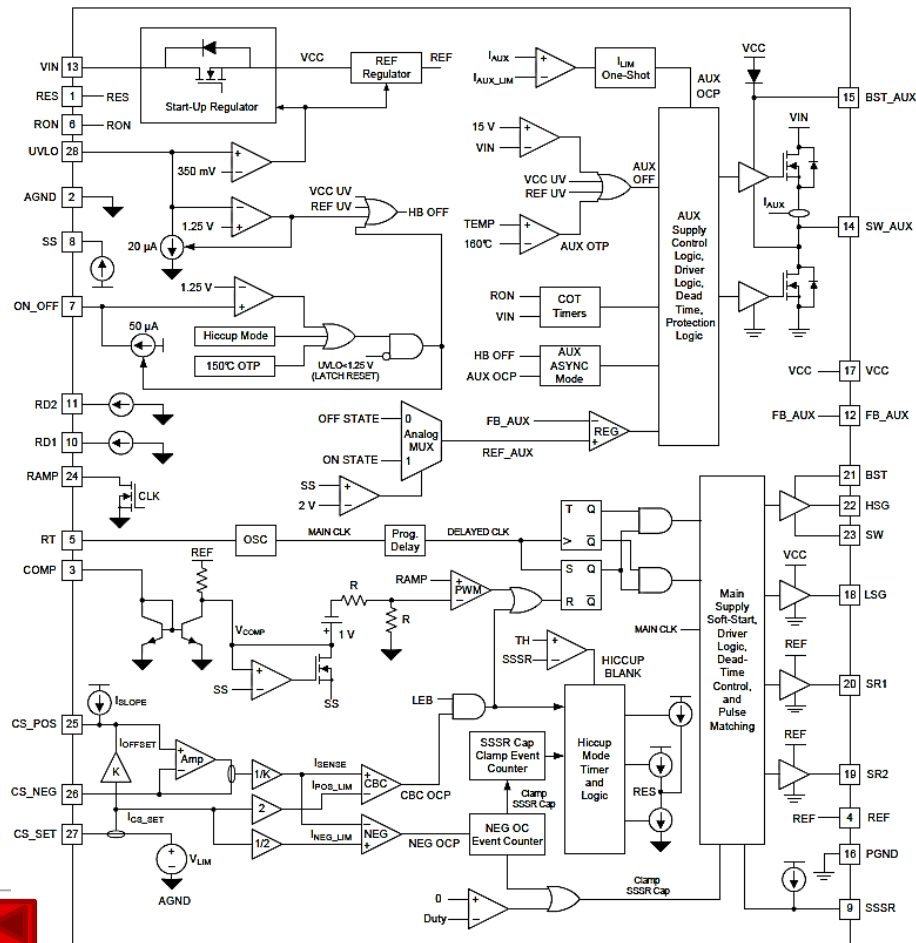 VIN 13
VCC
REF Regulator
REF
Start-Up Regulator
RES 1 RES
RON 6 RON
UVLO 28
350 mV
AGND 2
1.25 V
20 µA
VCC UV
REF UV
HB OFF
SS 8
ON_OFF 7
1.25 V
50 µA
Hiccup Mode
150°C OTP
UVLO<1.25 V
(LATCH RESET)
RD2 11
RD1 10
RAMP 24
CLK
RT 5
OSC
MAIN CLK
Prog. Delay
DELAYED CLK
COMP 3
REF
VCOMP
1 V
R
R
SS
SS
RAMP
PWM
T Q
> Q
S Q
R Q
IAUX
IAUX_LIM
ILIM One-Shot
AUX OCP
15 V
VIN
VCC UV
REF UV
AUX OFF
TEMP
160°C
AUX OTP
RON
VIN
COT Timers
HB OFF
AUX OCP
AUX ASYNC Mode
OFF STATE
0
ON STATE
1
Analog MUX
SS
2 V
FB_AUX
REF_AUX
REG
AUX Supply Control Logic, Driver Logic, Dead Time, Protection Logic
VCC
VIN
15 BST_AUX
IAUX
14 SW_AUX
VCC 17 VCC
FB_AUX 12 FB_AUX
21 BST
22 HSG
23 SW
VCC
18 LSG
REF
20 SR1
REF
19 SR2
REF 4 REF
16 PGND
9 SSSR
MAIN CLK
Main Supply Soft-Start, Driver Logic, Dead-Time Control, and Pulse Matching
TH
SSSR
HICCUP BLANK
LEB
Hiccup Mode Timer and Logic
RES
SSSR Cap Clamp Event Counter
Clamp SSSR Cap
NEG OC Event Counter
Clamp SSSR Cap
0
Duty
ISLOPE
CS_POS 25
IOFFSET
K
Amp
1/K
ISENSE
IPOS_LIM
CBC
CBC OCP
CS_NEG 26
ICS_SET
2
1/2
INEG_LIM
NEG
NEG OCP
CS_SET 27
VLIM
AGND